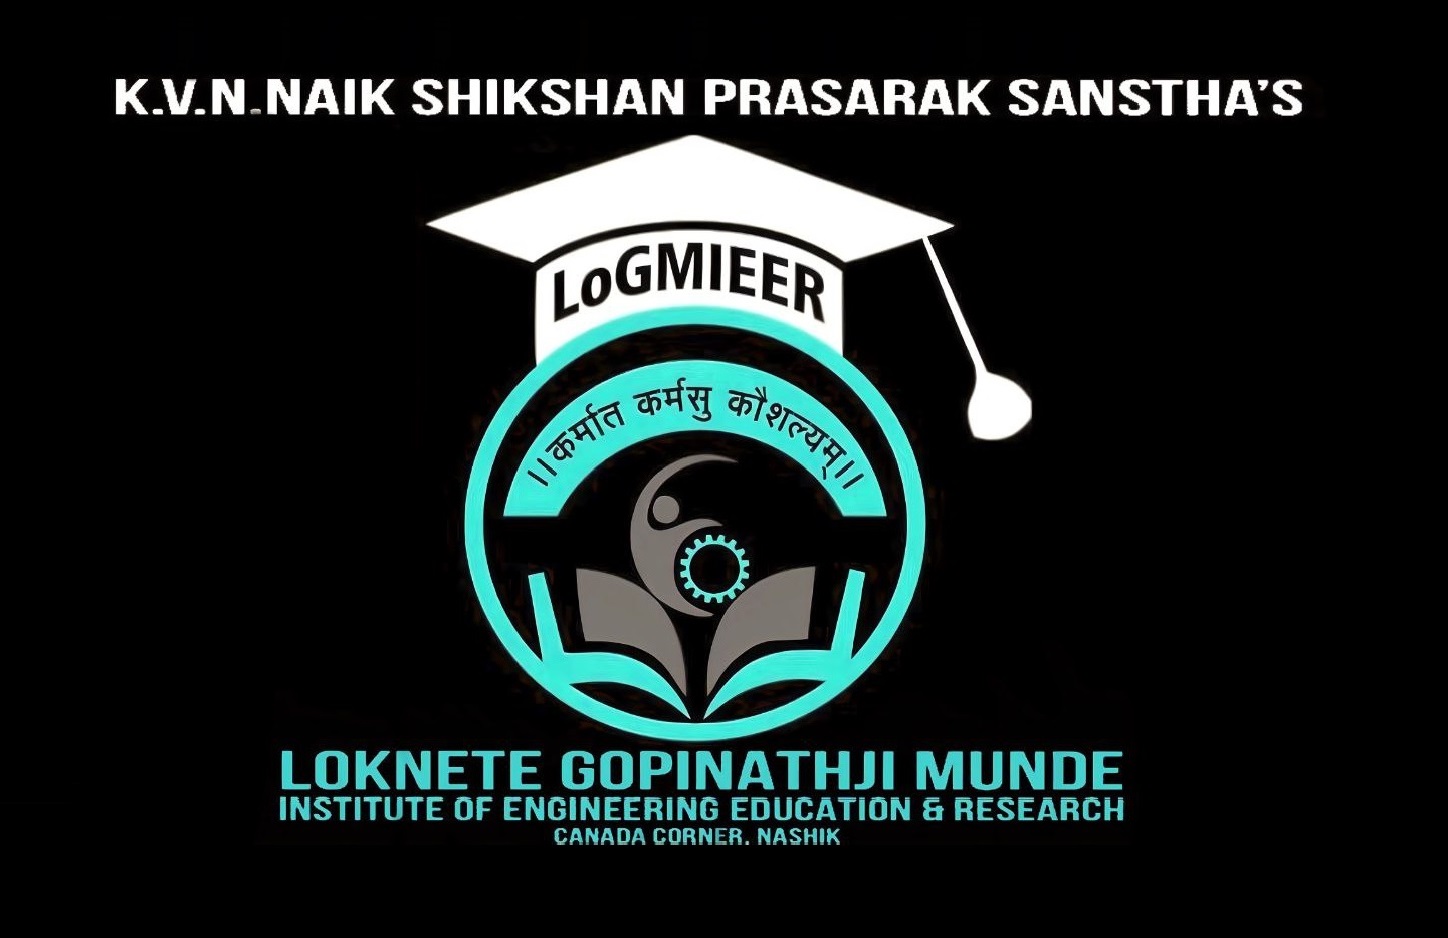 K.V.N.NAIK SHIKSHAN PRASARAK SANSTHA'S
LoGMIEER
।।कर्मात कर्मसु कौशल्यम्।।
LOKNETE GOPINATHJI MUNDE
INSTITUTE OF ENGINEERING EDUCATION & RESEARCH
CANADA CORNER, NASHIK